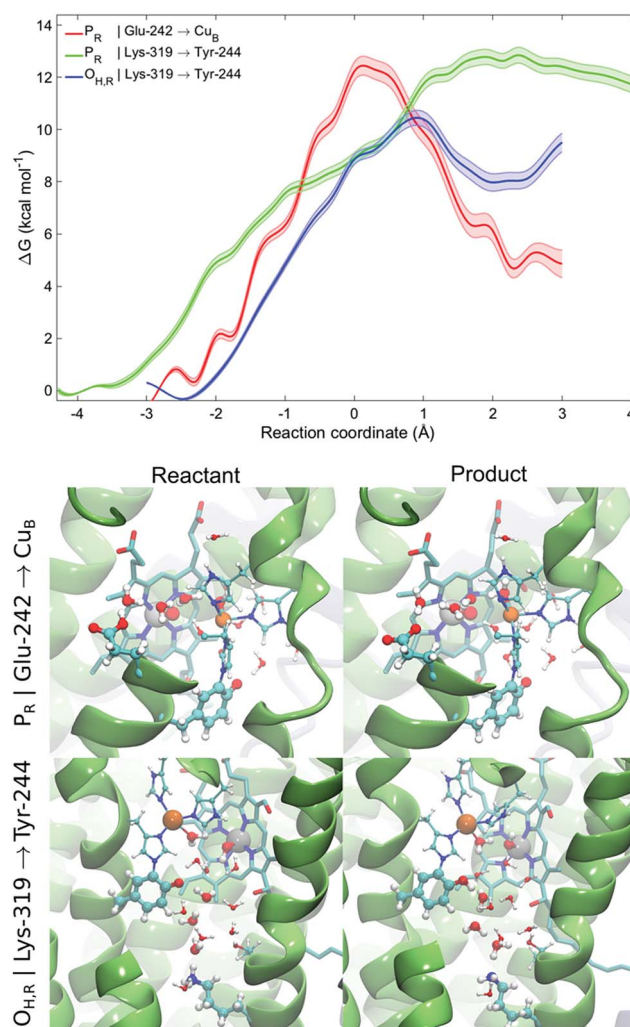 P_R | Glu-242 → Cu_B
P_R | Lys-319 → Tyr-244
O_H,R | Lys-319 → Tyr-244
14
12
10
8
6
4
2
0
ΔG (kcal mol⁻¹)
-4 -3 -2 -1 0 1 2 3 4
Reaction coordinate (Å)
Reactant Product
P_R | Glu-242 → Cu_B
O_H,R | Lys-319 → Tyr-244